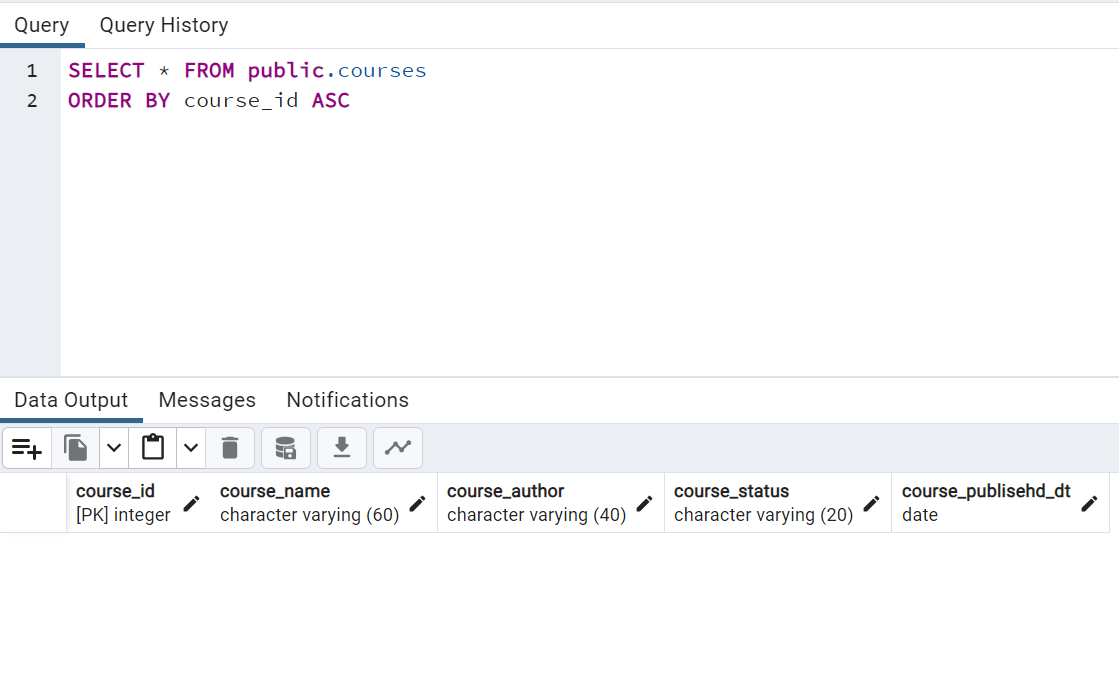 Query Query History
1 SELECT * FROM public.courses
2 ORDER BY course_id ASC
Data Output Messages Notifications
course_id course_name course_author course_status course_publisehd_dt
[PK] integer character varying (60) character varying (40) character varying (20) date